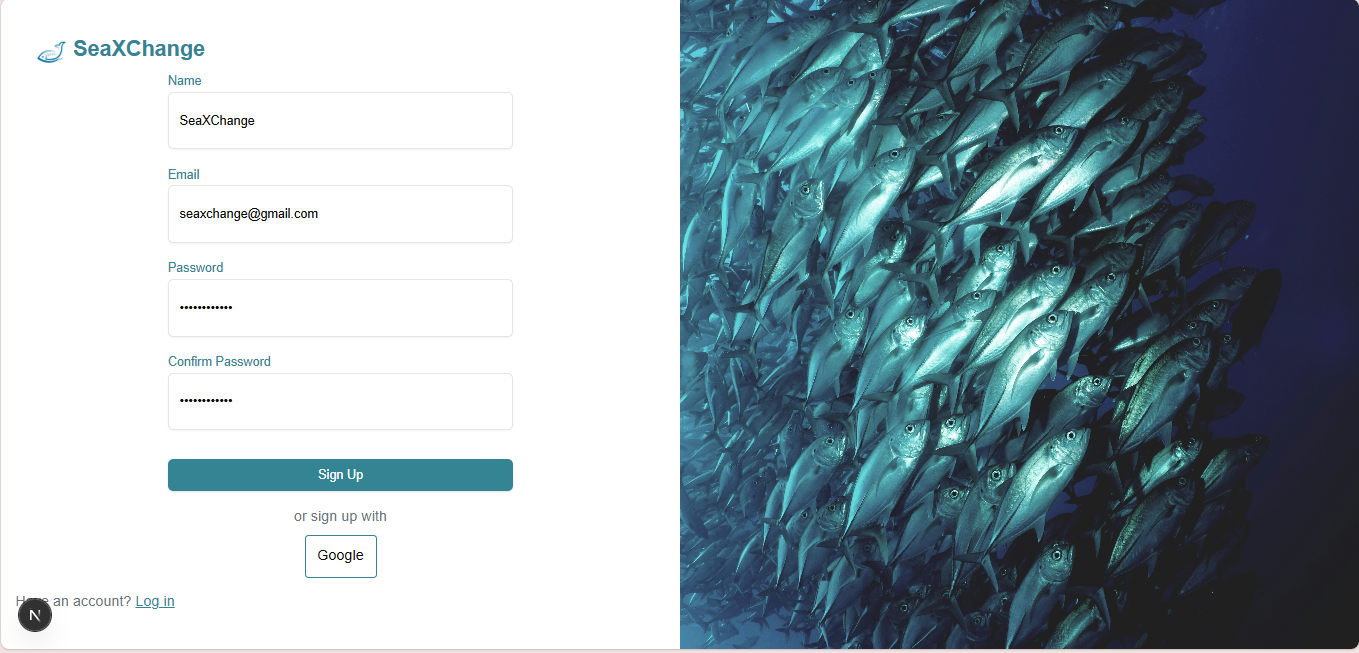 SeaXChange
Name
SeaXChange
Email
seaxchange@gmail.com
Password
••••••••••••
Confirm Password
••••••••••••
Sign Up
or sign up with
Google
an account? Log in
N